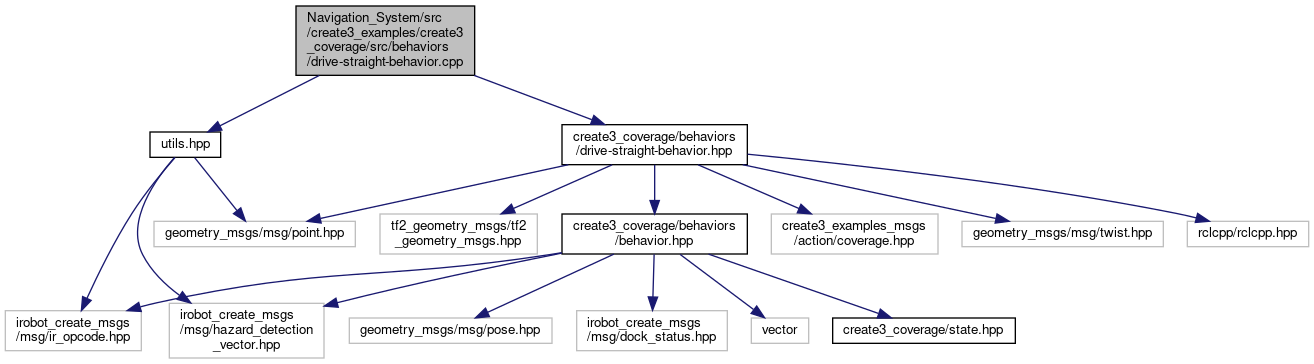 Navigation_System/src
/create3_examples/create3
_coverage/src/behaviors
/drive-straight-behavior.cpp
utils.hpp
create3_coverage/behaviors
/drive-straight-behavior.hpp
geometry_msgs/msg/point.hpp
tf2_geometry_msgs/tf2
_geometry_msgs.hpp
create3_coverage/behaviors
/behavior.hpp
create3_examples_msgs
/action/coverage.hpp
geometry_msgs/msg/twist.hpp
rclcpp/rclcpp.hpp
irobot_create_msgs
/msg/ir_opcode.hpp
irobot_create_msgs
/msg/hazard_detection
_vector.hpp
geometry_msgs/msg/pose.hpp
irobot_create_msgs
/msg/dock_status.hpp
vector
create3_coverage/state.hpp